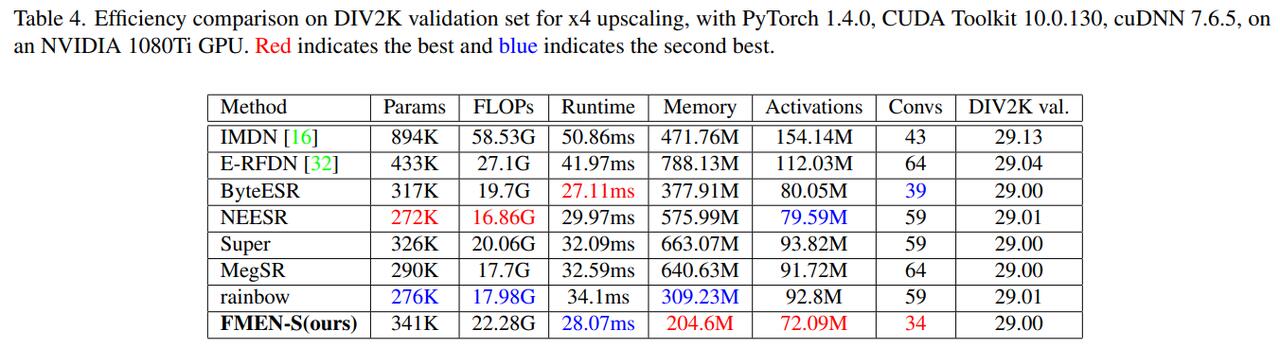 Table 4. Efficiency comparison on DIV2K validation set for x4 upscaling, with PyTorch 1.4.0, CUDA Toolkit 10.0.130, cuDNN 7.6.5, on
an NVIDIA 1080Ti GPU. Red indicates the best and blue indicates the second best.
Method Params FLOPs Runtime Memory Activations Convs DIV2K val.
IMDN [16] 894K 58.53G 50.86ms 471.76M 154.14M 43 29.13
E-RFDN [32] 433K 27.1G 41.97ms 788.13M 112.03M 64 29.04
ByteESR 317K 19.7G 27.11ms 377.91M 80.05M 39 29.00
NEESR 272K 16.86G 29.97ms 575.99M 79.59M 59 29.01
Super 326K 20.06G 32.09ms 663.07M 93.82M 59 29.00
MegSR 290K 17.7G 32.59ms 640.63M 91.72M 64 29.00
rainbow 276K 17.98G 34.1ms 309.23M 92.8M 59 29.01
FMEN-S(ours) 341K 22.28G 28.07ms 204.6M 72.09M 34 29.00